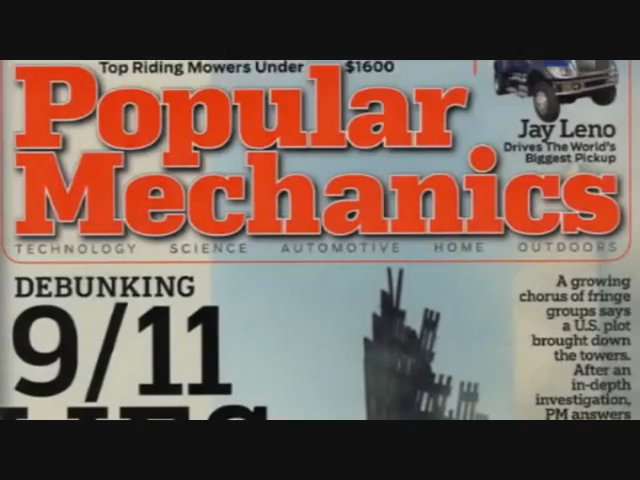 Top Riding Mowers Under $1600
Popular
Mechanics
Jay Leno
Drives The World's
Biggest Pickup
TECHNOLOGY SCIENCE AUTOMOTIVE HOME OUTDOORS
DEBUNKING
9/11
LIES
A growing
chorus of fringe
groups says
a U.S. plot
brought down
the towers.
After an
in-depth
investigation,
PM answers